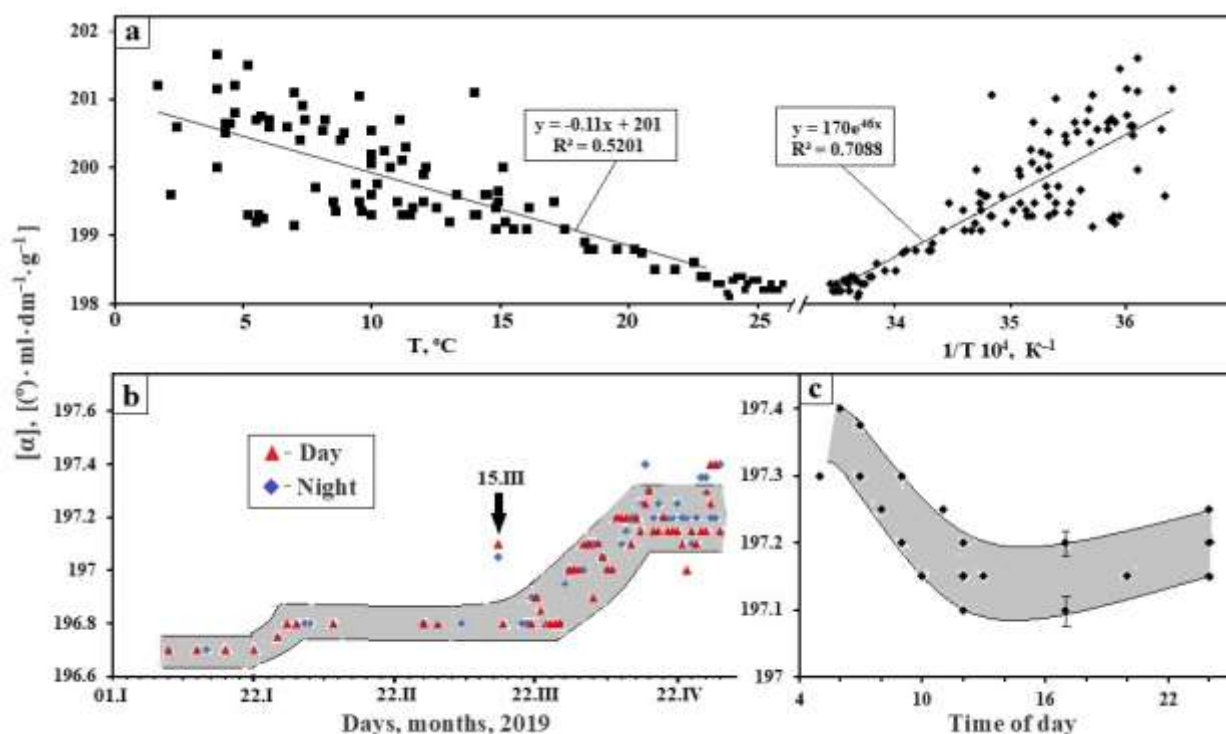 a
202
201
200
199
198
y = -0.11x + 201
R² = 0.5201
y = 170e^46x
R² = 0.7088
0 5 10 15 20 25 34 35 36
T, °C
1/T 10⁴, K⁻¹
[α], [(°)·ml·dm⁻¹·g⁻¹)
b
197.6
197.4
197.2
197
196.8
196.6
Day
Night
15.III
01.I 22.I 22.II 22.III 22.IV
Days, months, 2019
c
197.4
197.3
197.2
197.1
197
4 10 16 22
Time of day